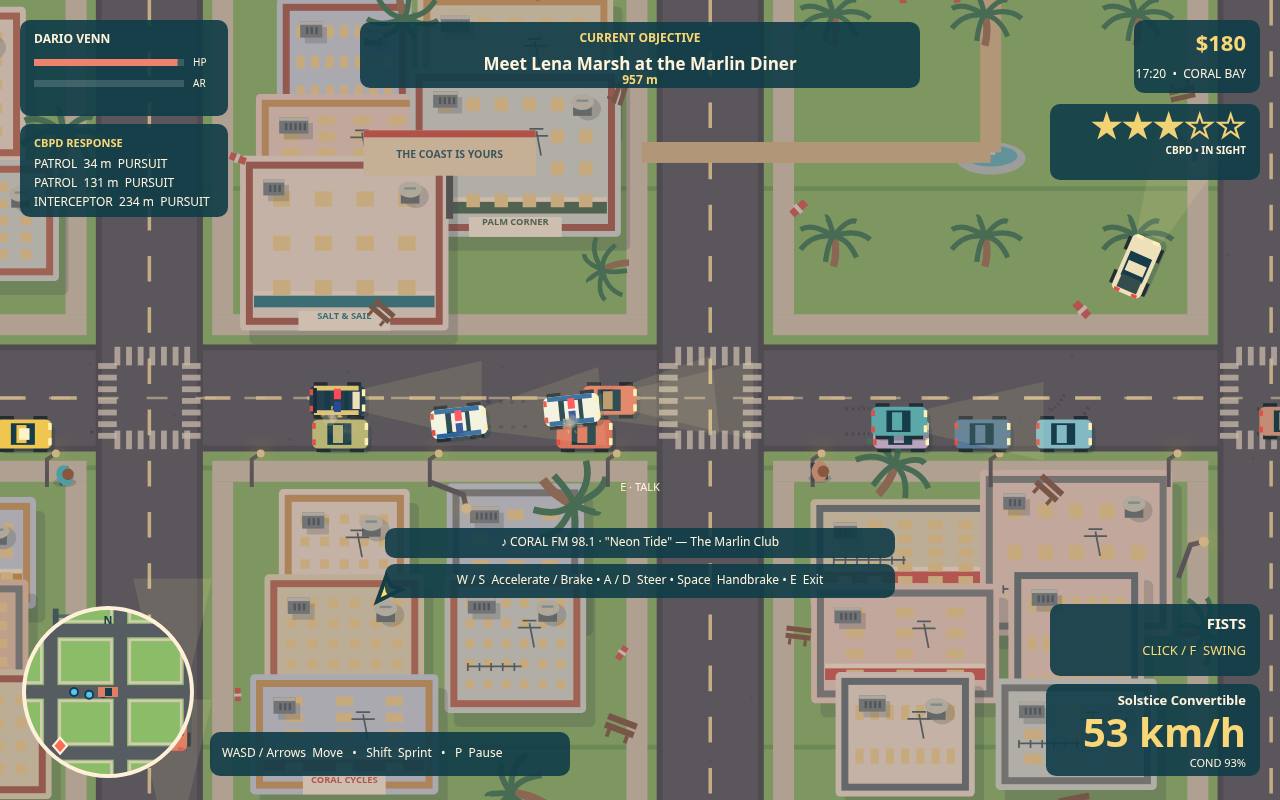 DARIO VENN
HP
AR
CURRENT OBJECTIVE
Meet Lena Marsh at the Marlin Diner
957 m
$180
17:20 • CORAL BAY
CBPD • IN SIGHT
CBPD RESPONSE
PATROL 34 m PURSUIT
PATROL 131 m PURSUIT
INTERCEPTOR 234 m PURSUIT
THE COAST IS YOURS
PALM CORNER
SALT & SAIL
E · TALK
♪ CORAL FM 98.1 · "Neon Tide" — The Marlin Club
W / S Accelerate / Brake • A / D Steer • Space Handbrake • E Exit
N
FISTS
CLICK / F SWING
Solstice Convertible
53 km/h
COND 93%
WASD / Arrows Move • Shift Sprint • P Pause
CORAL CYCLES